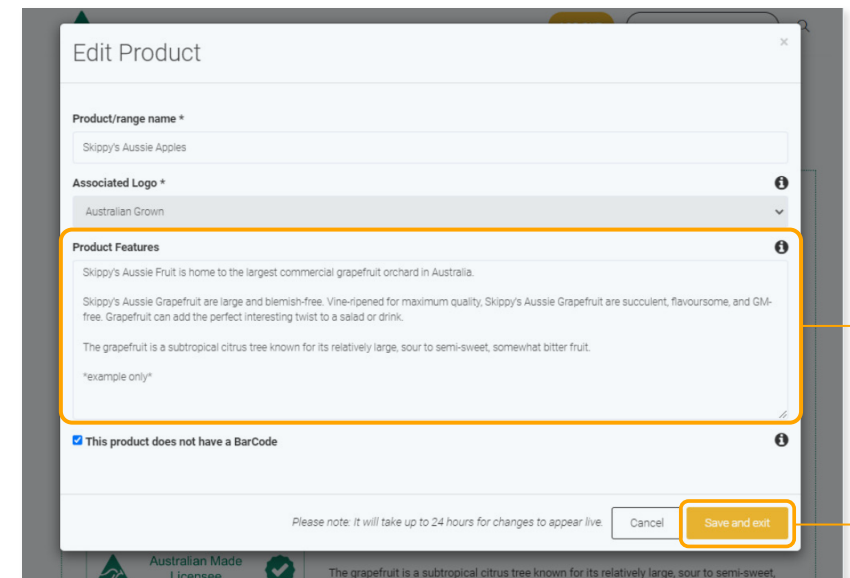 Edit Product
×
Product/range name *
Skippy's Aussie Apples
Associated Logo *
Australian Grown
Product Features
Skippy's Aussie Fruit is home to the largest commercial grapefruit orchard in Australia.
Skippy's Aussie Grapefruit are large and blemish-free. Vine-ripened for maximum quality, Skippy's Aussie Grapefruit are succulent, flavoursome, and GM-
free. Grapefruit can add the perfect interesting twist to a salad or drink.
The grapefruit is a subtropical citrus tree known for its relatively large, sour to semi-sweet, somewhat bitter fruit.
*example only*
This product does not have a BarCode
Please note: It will take up to 24 hours for changes to appear live.
Cancel
Save and exit
Australian Made
Licensee
The grapefruit is a subtropical citrus tree known for its relatively large, sour to semi-sweet,